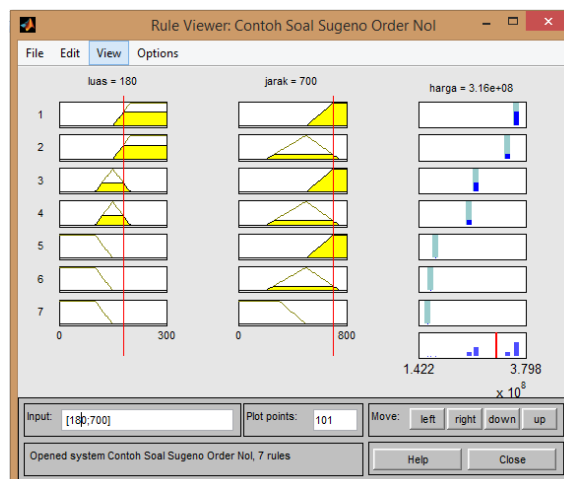 Rule Viewer: Contoh Soal Sugeno Order Nol
File Edit View Options
luas = 180 jarak = 700 harga = 3.16e+08
1
2
3
4
5
6
7
0 300 0 800
1.422 3.798
x 10^8
Input: [180;700] Plot points: 101 Move: left right down up
Opened system Contoh Soal Sugeno Order Nol, 7 rules Help Close